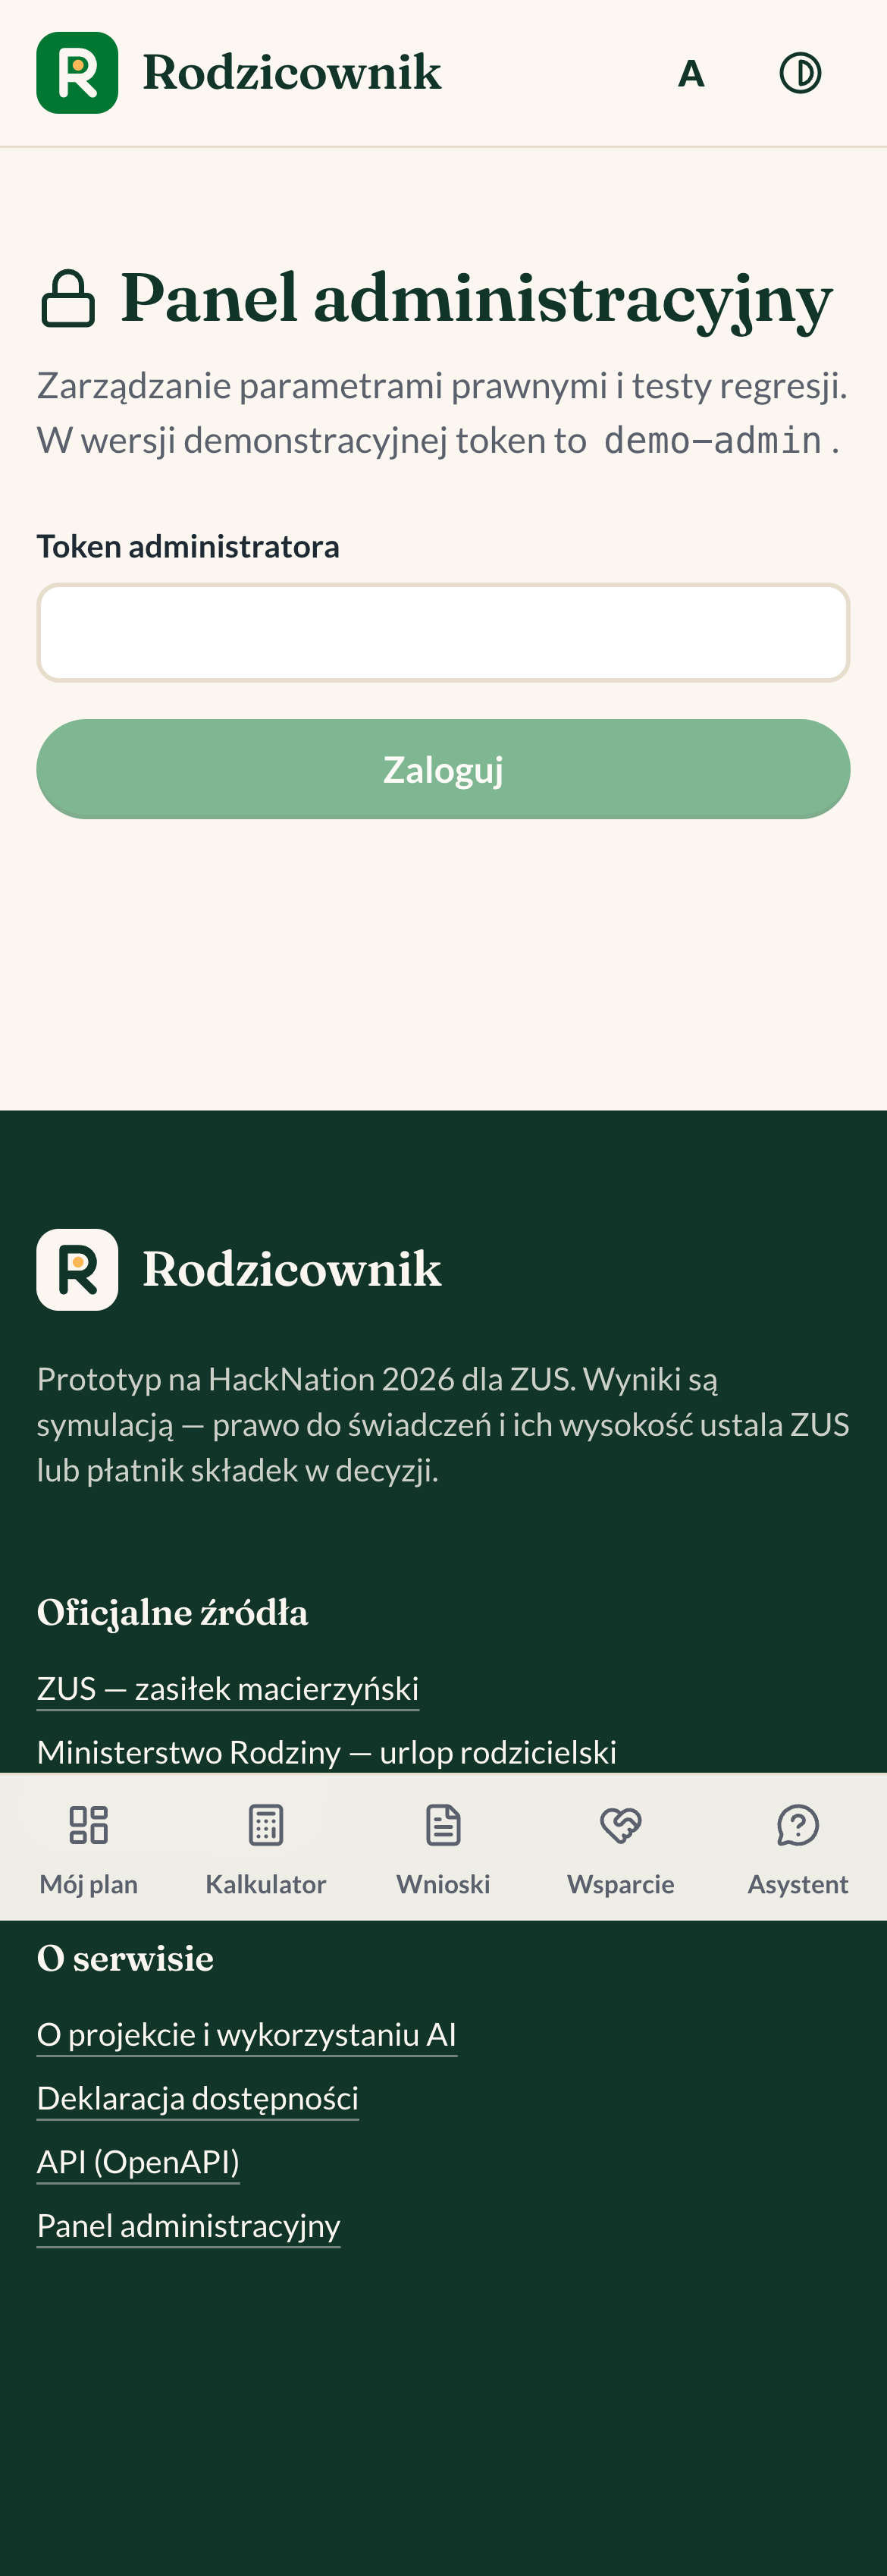 Rodzicownik
A
Panel administracyjny
Zarządzanie parametrami prawnymi i testy regresji.
W wersji demonstracyjnej token to demo-admin .
Token administratora
Zaloguj
Rodzicownik
Prototyp na HackNation 2026 dla ZUS. Wyniki są
symulacją — prawo do świadczeń i ich wysokość ustala ZUS
lub płatnik składek w decyzji.
Oficjalne źródła
ZUS — zasiłek macierzyński
Ministerstwo Rodziny — urlop rodzicielski
Mój plan
Kalkulator
Wnioski
Wsparcie
Asystent
O serwisie
O projekcie i wykorzystaniu AI
Deklaracja dostępności
API (OpenAPI)
Panel administracyjny